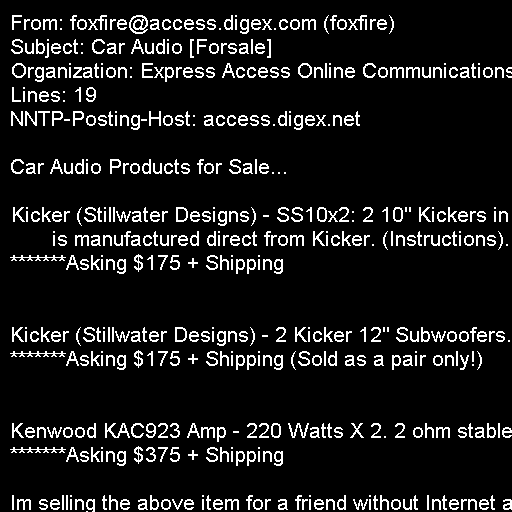 From: foxfire@access.digex.com (foxfire)
Subject: Car Audio [Forsale]
Organization: Express Access Online Communications
Lines: 19
NNTP-Posting-Host: access.digex.net
Car Audio Products for Sale...
Kicker (Stillwater Designs) - SS10x2: 2 10" Kickers in
is manufactured direct from Kicker. (Instructions).
*******Asking $175 + Shipping
Kicker (Stillwater Designs) - 2 Kicker 12" Subwoofers.
*******Asking $175 + Shipping (Sold as a pair only!)
Kenwood KAC923 Amp - 220 Watts X 2. 2 ohm stable
*******Asking $375 + Shipping
Im selling the above item for a friend without Internet a